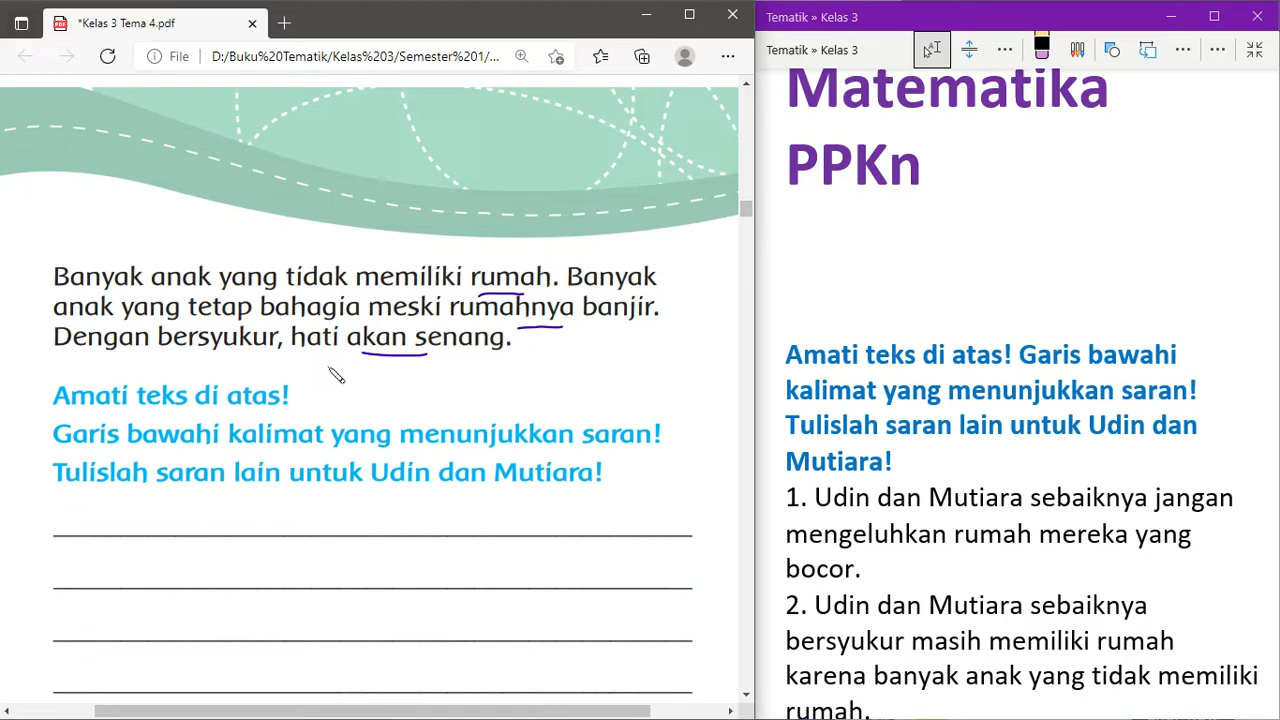 *Kelas 3 Tema 4.pdf
File
D:/Buku%20Tematik/Kelas%203/Semester%201/...
Banyak anak yang tidak memiliki rumah. Banyak
anak yang tetap bahagia meski rumahnya banjir.
Dengan bersyukur, hati akan senang.
Amati teks di atas!
Garis bawahi kalimat yang menunjukkan saran!
Tulislah saran lain untuk Udin dan Mutiara!
Tematik » Kelas 3
Tematik » Kelas 3
Matematika
PPKn
Amati teks di atas! Garis bawahi
kalimat yang menunjukkan saran!
Tulislah saran lain untuk Udin dan
Mutiara!
1. Udin dan Mutiara sebaiknya jangan
mengeluhkan rumah mereka yang
bocor.
2. Udin dan Mutiara sebaiknya
bersyukur masih memiliki rumah
karena banyak anak yang tidak memiliki
rumah.